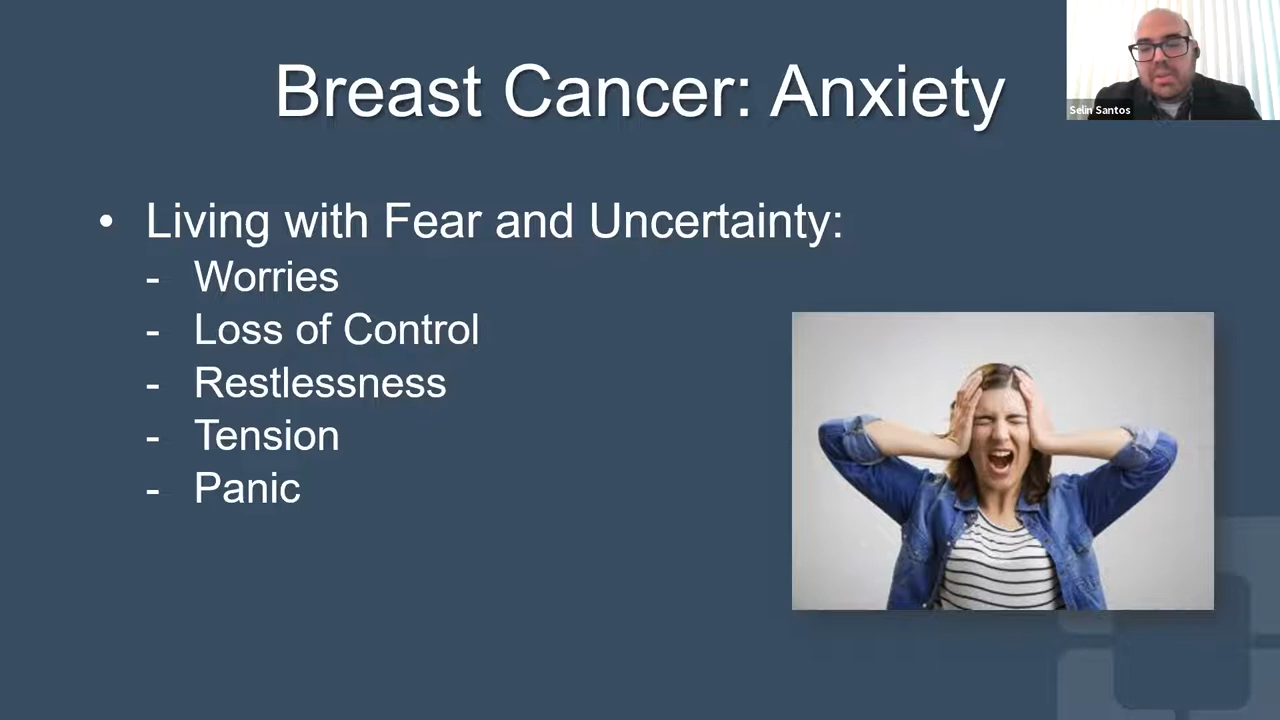 Breast Cancer: Anxiety
Selin Santos
• Living with Fear and Uncertainty:
- Worries
- Loss of Control
- Restlessness
- Tension
- Panic